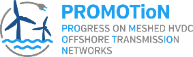 PROMOTioN
PROGRESS ON MESHED HVDC
OFFSHORE TRANSMISSION
NETWORKS